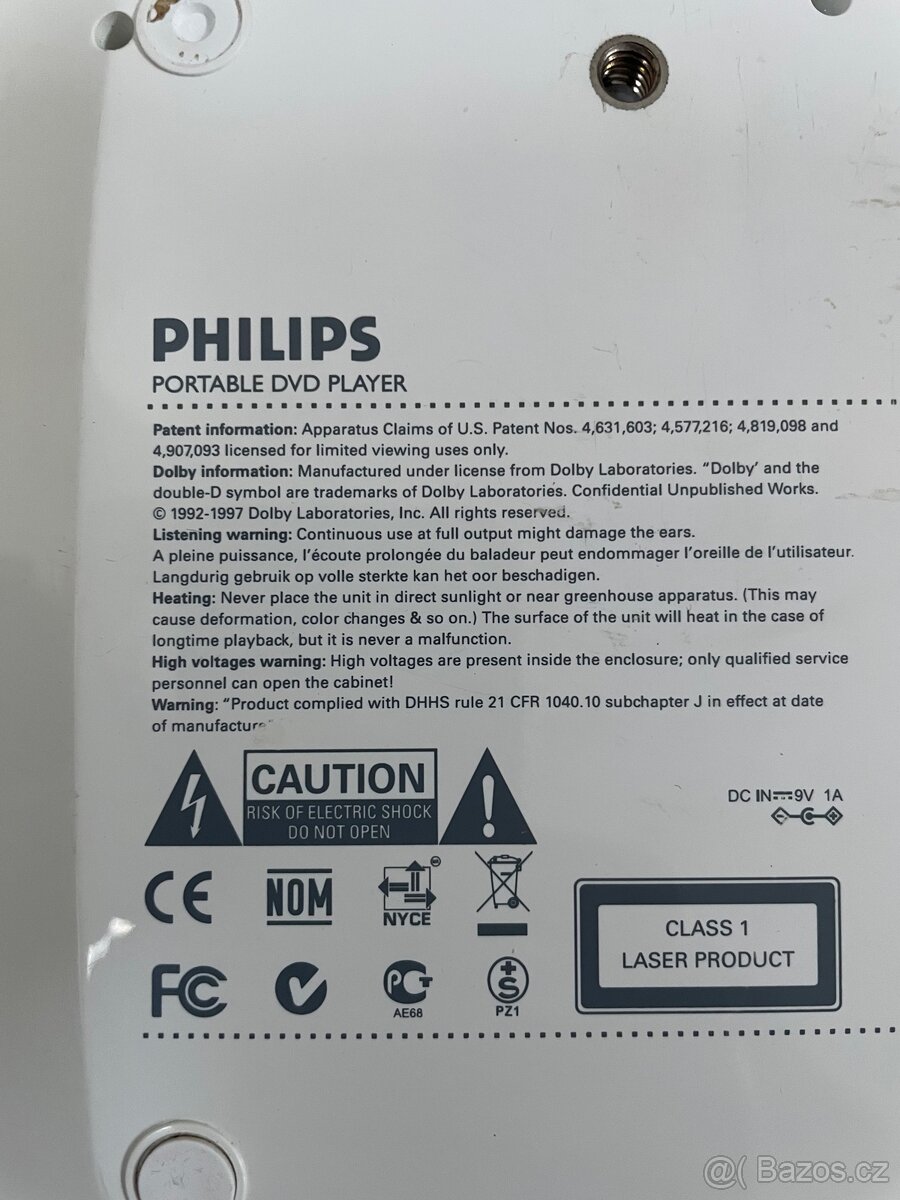 PHILIPS
PORTABLE DVD PLAYER
Patent information: Apparatus Claims of U.S. Patent Nos. 4,631,603; 4,577,216; 4,819,098 and
4,907,093 licensed for limited viewing uses only.
Dolby information: Manufactured under license from Dolby Laboratories. “Dolby’ and the
double-D symbol are trademarks of Dolby Laboratories. Confidential Unpublished Works.
© 1992-1997 Dolby Laboratories, Inc. All rights reserved.
Listening warning: Continuous use at full output might damage the ears.
A pleine puissance, l’écoute prolongée du baladeur peut endommager l’oreille de l’utilisateur.
Langdurig gebruik op volle sterkte kan het oor beschadigen.
Heating: Never place the unit in direct sunlight or near greenhouse apparatus. (This may
cause deformation, color changes & so on.) The surface of the unit will heat in the case of
longtime playback, but it is never a malfunction.
High voltages warning: High voltages are present inside the enclosure; only qualified service
personnel can open the cabinet!
Warning: “Product complied with DHHS rule 21 CFR 1040.10 subchapter J in effect at date
of manufacture”
CAUTION
RISK OF ELECTRIC SHOCK
DO NOT OPEN
DC IN 9V 1A
CE
NOM
NYCE
CLASS 1
LASER PRODUCT
FC
AE68
PZ1
@( Bazos.cz